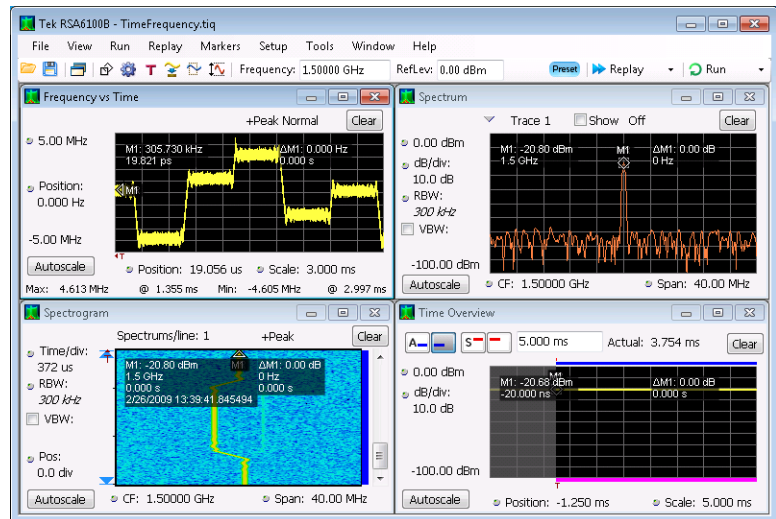 Tek RSA6100B - TimeFrequency.tiq
File View Run Replay Markers Setup Tools Window Help
T Frequency: 1.50000 GHz RefLev: 0.00 dBm Preset Replay Run
Frequency vs Time
+Peak Normal Clear
5.00 MHz
M1: 305.730 kHz ΔM1: 0.000 Hz
19.821 ps 0.000 s
Position:
0.000 Hz
M1
-5.00 MHz
T
Autoscale Position: 19.056 us Scale: 3.000 ms
Max: 4.613 MHz @ 1.355 ms Min: -4.605 MHz @ 2.997 ms
Spectrum
Trace 1 Show Off Clear
0.00 dBm
M1: -20.80 dBm M1 ΔM1: 0.00 dB
1.5 GHz 0 Hz
dB/div:
10.0 dB
RBW:
300 kHz
VBW:
-100.00 dBm
Autoscale CF: 1.50000 GHz Span: 40.00 MHz
Spectrogram
Spectrums/line: 1 +Peak Clear
Time/div:
372 us
M1: -20.80 dBm M1 ΔM1: 0.00 dB
1.5 GHz 0 Hz
0.000 s 0.000 s
2/26/2009 13:39:41.845494
RBW:
300 kHz
VBW:
Pos:
0.0 div
Autoscale CF: 1.50000 GHz Span: 40.00 MHz
Time Overview
A S 5.000 ms Actual: 3.754 ms Clear
0.00 dBm
M1
M1: -20.68 dBm ΔM1: 0.00 dB
-20.000 ns 0.000 s
dB/div:
10.0 dB
-100.00 dBm
T
Autoscale Position: -1.250 ms Scale: 5.000 ms